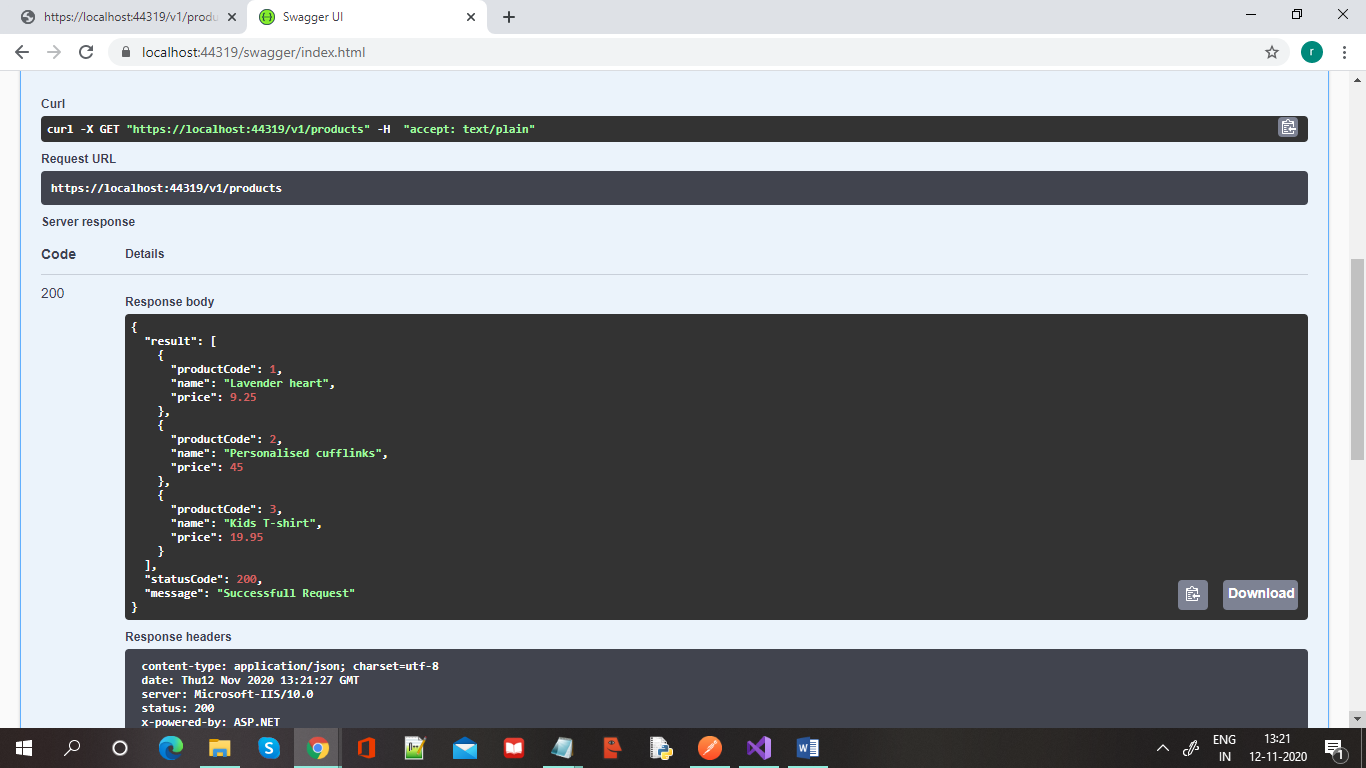 https://localhost:44319/v1/produ
Swagger UI
localhost:44319/swagger/index.html
r
Curl
curl -X GET "https://localhost:44319/v1/products" -H  "accept: text/plain"
Request URL
https://localhost:44319/v1/products
Server response
Code Details
200
Response body
{
  "result": [
    {
      "productCode": 1,
      "name": "Lavender heart",
      "price": 9.25
    },
    {
      "productCode": 2,
      "name": "Personalised cufflinks",
      "price": 45
    },
    {
      "productCode": 3,
      "name": "Kids T-shirt",
      "price": 19.95
    }
  ],
  "statusCode": 200,
  "message": "Successfull Request"
}
Download
Response headers
content-type: application/json; charset=utf-8
date: Thu12 Nov 2020 13:21:27 GMT
server: Microsoft-IIS/10.0
status: 200
x-powered-by: ASP.NET
ENG
IN
13:21
12-11-2020
1